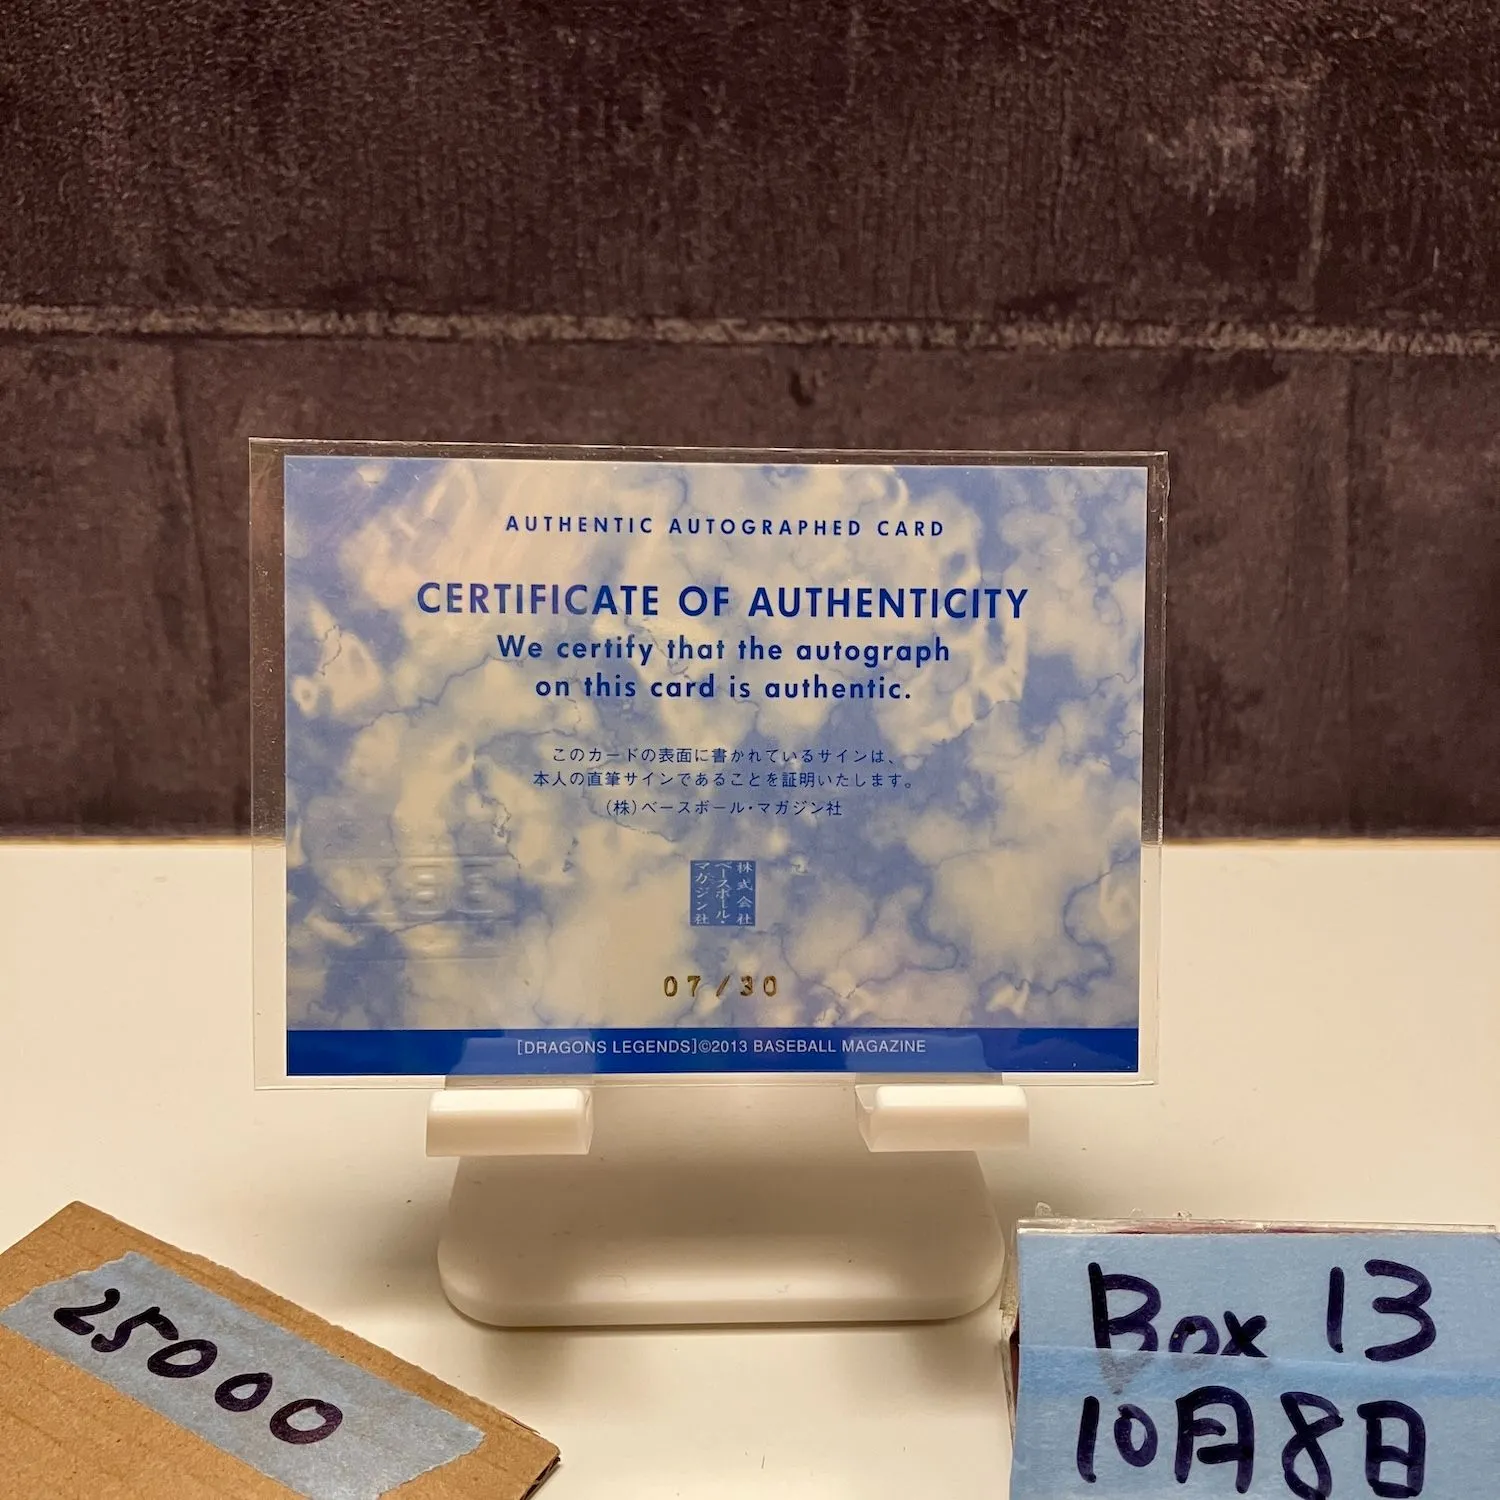 AUTHENTIC AUTOGRAPHED CARD
CERTIFICATE OF AUTHENTICITY
We certify that the autograph
on this card is authentic.
このカードの表面に書かれているサインは、
本人の直筆サインであることを証明いたします。
(株)ベースボール・マガジン社
株式会社
ベースボール・
マガジン社
07/30
[DRAGONS LEGENDS]©2013 BASEBALL MAGAZINE
25000
Box 13
10月8日